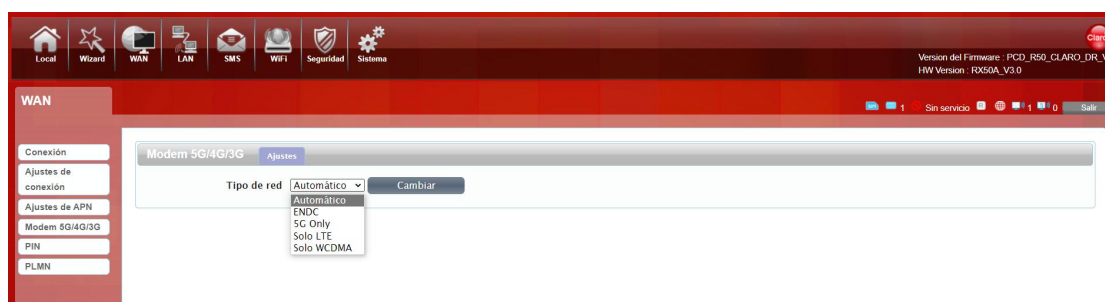 Claro
Local Wizard WAN LAN SMS WiFi Seguridad Sistema
Version del Firmware : PCD_R50_CLARO_DR_V
HW Version : RX50A_V3.0
WAN
1 Sin servicio R 1 0 Salir
Conexión
Ajustes de
conexión
Ajustes de APN
Modem 5G/4G/3G
PIN
PLMN
Modem 5G/4G/3G Ajustes
Tipo de red Automático Cambiar
Automático
ENDC
5G Only
Solo LTE
Solo WCDMA